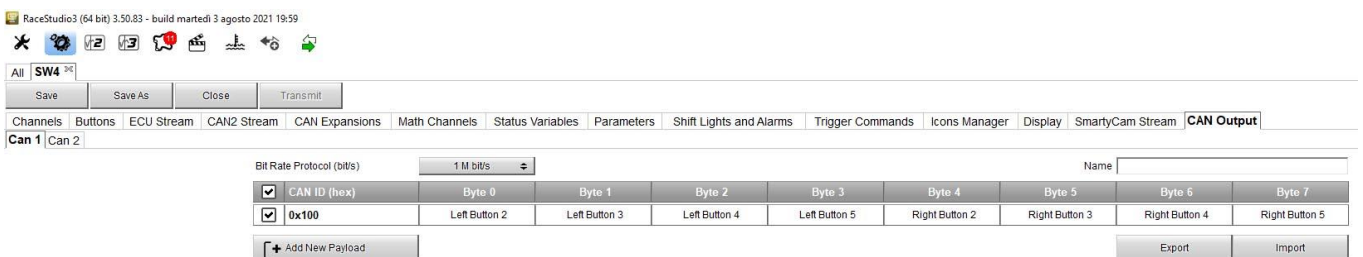 RaceStudio3 (64 bit) 3.50.83 - build martedì 3 agosto 2021 19:59
2 3 11
All SW4
Save Save As Close Transmit
Channels Buttons ECU Stream CAN2 Stream CAN Expansions Math Channels Status Variables Parameters Shift Lights and Alarms Trigger Commands Icons Manager Display SmartyCam Stream CAN Output
Can 1 Can 2
Bit Rate Protocol (bit/s) 1 M bit/s Name
CAN ID (hex) Byte 0 Byte 1 Byte 2 Byte 3 Byte 4 Byte 5 Byte 6 Byte 7
0x100 Left Button 2 Left Button 3 Left Button 4 Left Button 5 Right Button 2 Right Button 3 Right Button 4 Right Button 5
Add New Payload Export Import